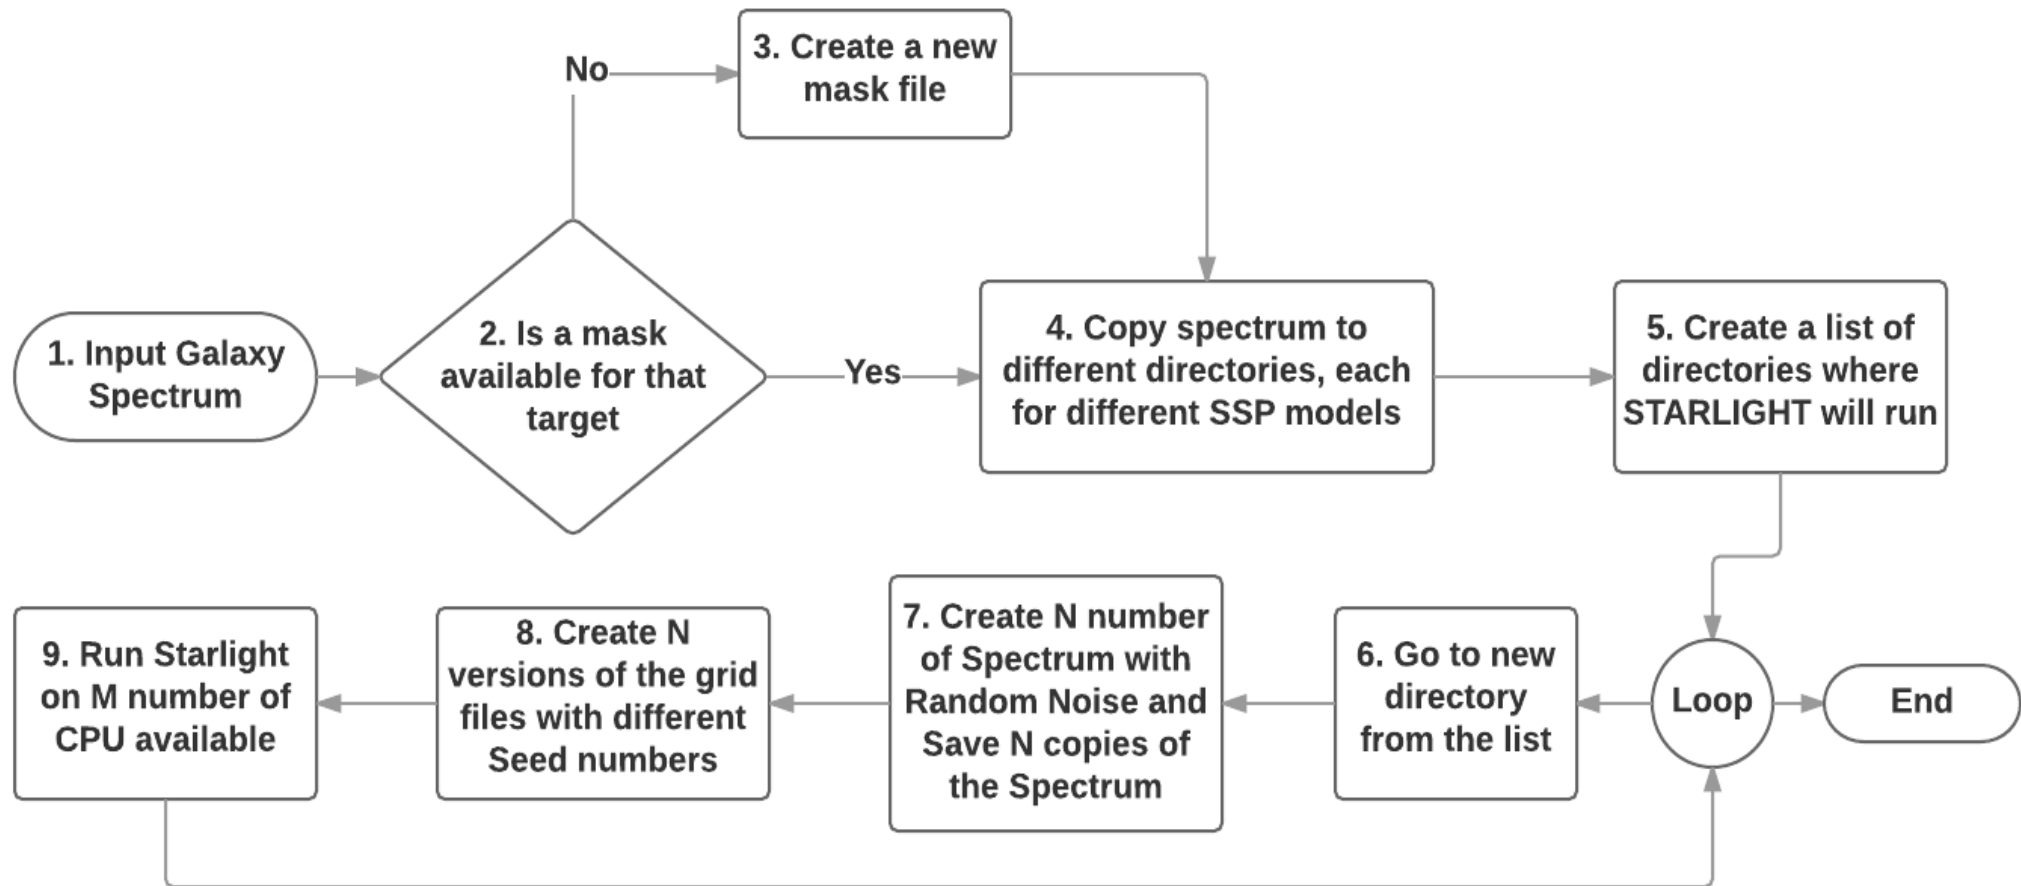 No
3. Create a new
mask file
1. Input Galaxy
Spectrum
2. Is a mask
available for that
target
Yes
4. Copy spectrum to
different directories, each
for different SSP models
5. Create a list of
directories where
STARLIGHT will run
Loop
End
6. Go to new
directory
from the list
7. Create N number
of Spectrum with
Random Noise and
Save N copies of
the Spectrum
8. Create N
versions of the grid
files with different
Seed numbers
9. Run Starlight
on M number of
CPU available